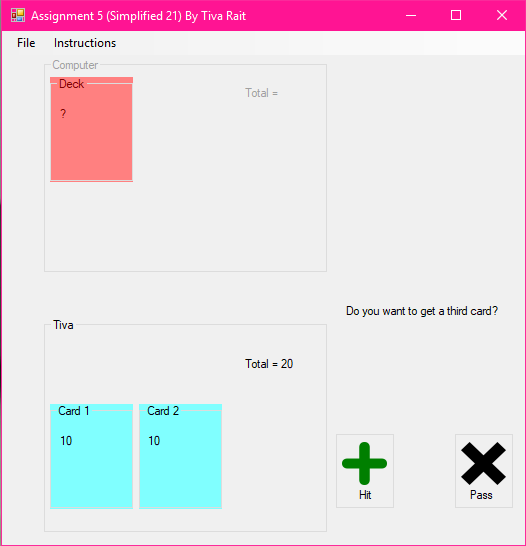 Assignment 5 (Simplified 21) By Tiva Rait
File Instructions
Computer
Deck
?
Total =
Do you want to get a third card?
Tiva
Total = 20
Card 1 Card 2
10 10
Hit Pass